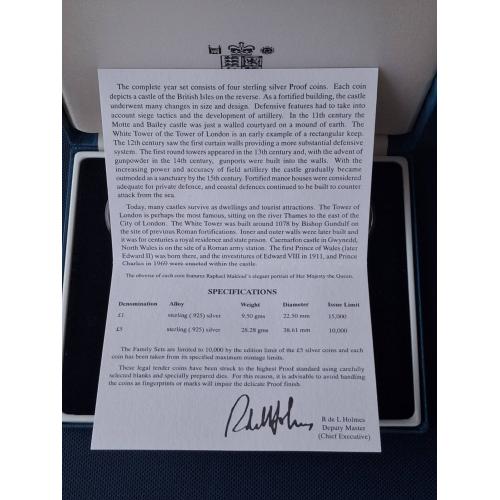 The complete year set consists of four sterling silver Proof coins. Each coin
depicts a castle of the British Isles on the reverse. As a fortified building, the castle
underwent many changes in size and design. Defensive features had to take into
account siege tactics and the development of artillery. In the 11th century the
Motte and Bailey castle was just a walled courtyard on a mound of earth. The
White Tower of the Tower of London is an early example of a rectangular keep.
The 12th century saw the first curtain walls providing a more substantial defensive
system. The first round towers appeared in the 13th century and, with the advent of
gunpowder in the 14th century, gunports were built into the walls. With the
increasing power and accuracy of field artillery the castle gradually became
outmoded as a sanctuary by the 15th century. Fortified manor houses were considered
adequate for private defence, and coastal defences continued to be built to counter
attack from the sea.
Today, many castles survive as dwellings and tourist attractions. The Tower of
London is perhaps the most famous, sitting on the river Thames to the east of the
City of London. The White Tower was built around 1078 by Bishop Gundulf on
the site of previous Roman fortifications. Inner and outer walls were later built and
it was for centuries a royal residence and state prison. Caernarfon castle in Gwynedd,
North Wales is on the site of a Roman army station. The first Prince of Wales (later
Edward II) was born there, and the investitures of Edward VIII in 1911, and Prince
Charles in 1969 were enacted within the castle.
The obverse of each coin features Raphael Maklouf's elegant portrait of Her Majesty the Queen.
SPECIFICATIONS
Denomination Alloy Weight Diameter Issue Limit
£1 sterling (.925) silver 9.50 gms 22.50 mm 15,000
£5 sterling (.925) silver 28.28 gms 38.61 mm 10,000
The Family Sets are limited to 10,000 by the edition limit of the £5 silver coins and each
coin has been taken from its specified maximum mintage limits.
These legal tender coins have been struck to the highest Proof standard using carefully
selected blanks and specially prepared dies. For this reason, it is advisable to avoid handling
the coins as fingerprints or marks will impair the delicate Proof finish.
R de L Holmes
Deputy Master
(Chief Executive)